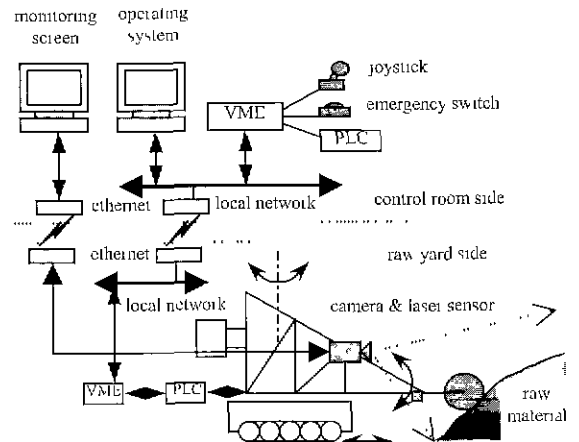 monitoring
screen
operating
system
joystick
VME
emergency switch
PLC
ethernet
local network
control room side
ethernet
raw yard side
local network
camera & laser sensor
VME
PLC
raw
material